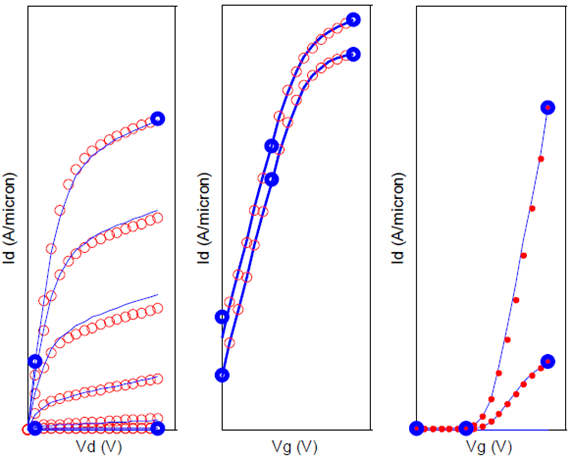 Id (A/micron)
Vd (V)
Id (A/micron)
Vg (V)
Id (A/micron)
Vg (V)